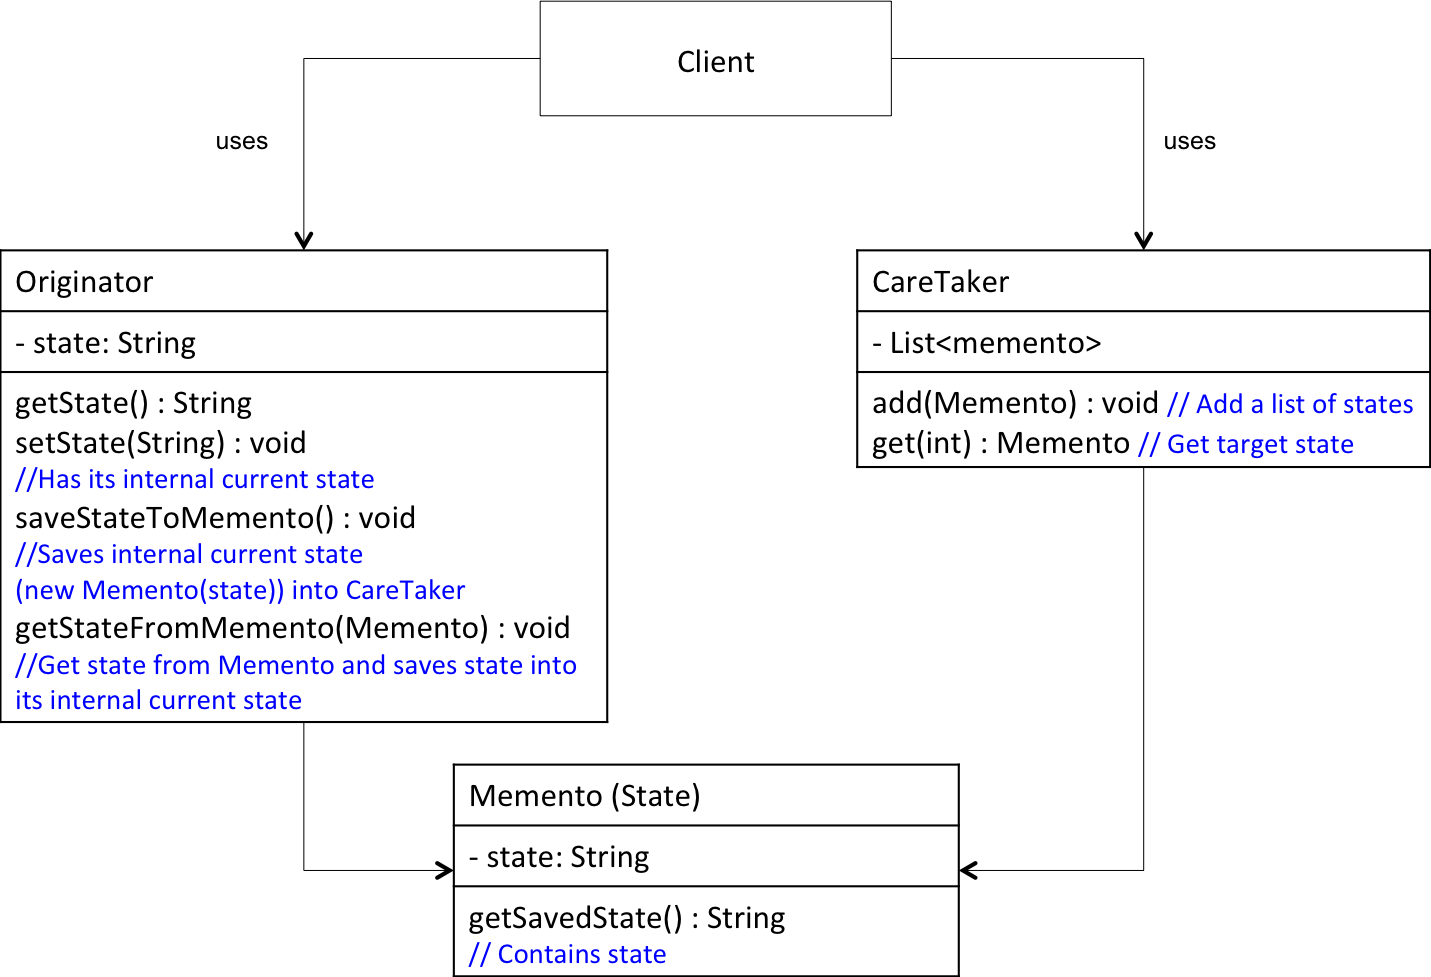 Client
uses
uses
Originator
- state: String
getState() : String
setState(String) : void
//Has its internal current state
saveStateToMemento() : void
//Saves internal current state
(new Memento(state)) into CareTaker
getStateFromMemento(Memento) : void
//Get state from Memento and saves state into
its internal current state
CareTaker
- List<memento>
add(Memento) : void // Add a list of states
get(int) : Memento // Get target state
Memento (State)
- state: String
getSavedState() : String
// Contains state